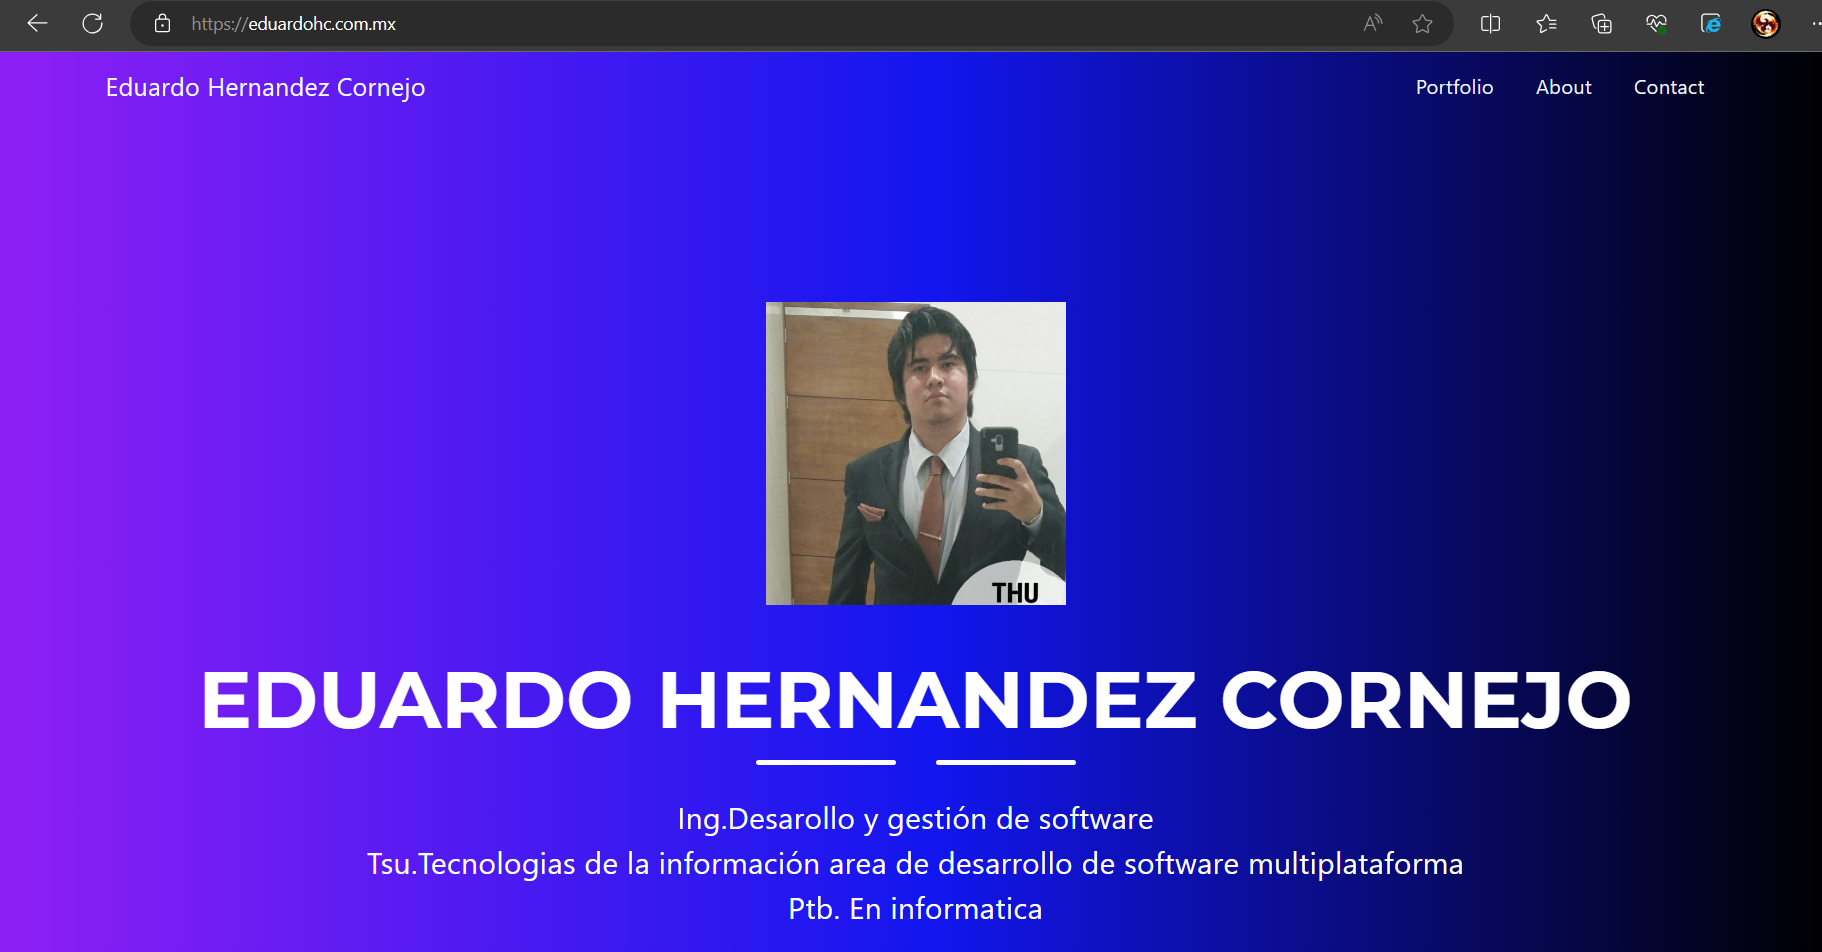 https://eduardohc.com.mx
Eduardo Hernandez Cornejo
Portfolio
About
Contact
THU
EDUARDO HERNANDEZ CORNEJO
Ing.Desarollo y gestión de software
Tsu.Tecnologias de la información area de desarrollo de software multiplataforma
Ptb. En informatica